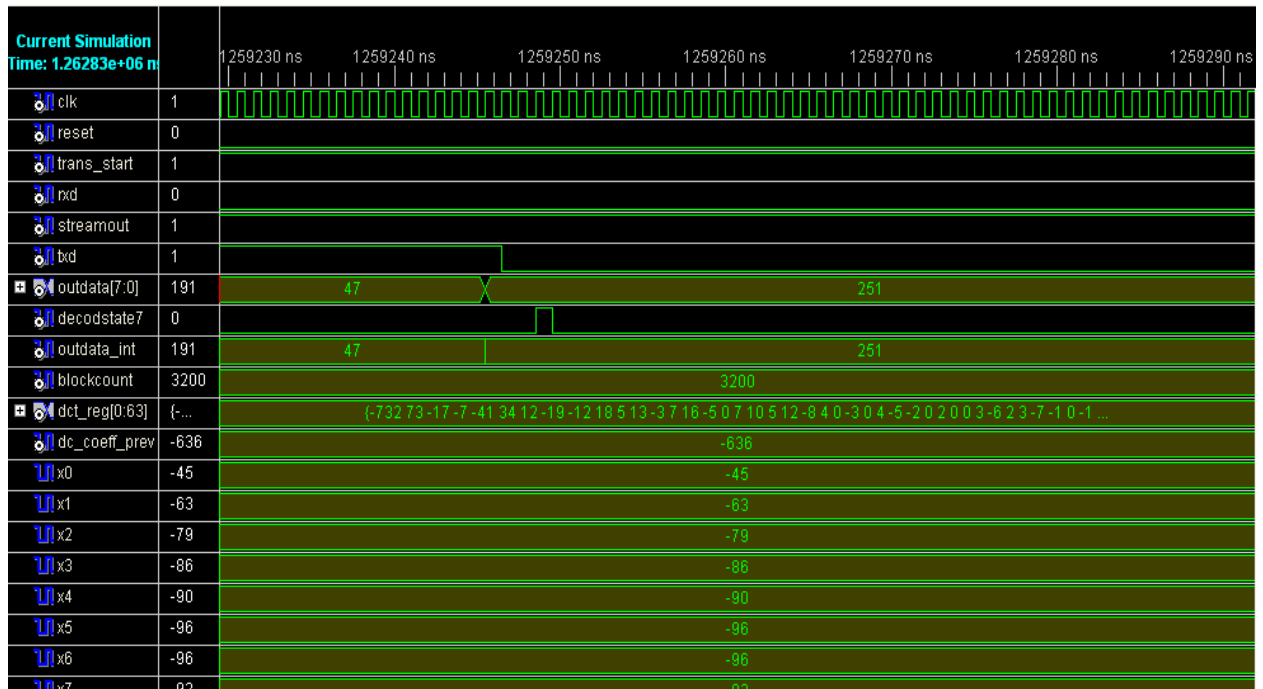 Current Simulation
Time: 1.26283e+06 n
1259230 ns 1259240 ns 1259250 ns 1259260 ns 1259270 ns 1259280 ns 1259290 ns
clk 1
reset 0
trans_start 1
rxd 0
streamout 1
txd 1
outdata[7:0] 191 47 251
decodstate7 0
outdata_int 191 47 251
blockcount 3200 3200
dct_reg[0:63] {-... {-732 73 -17 -7 -41 34 12 -19 -12 18 5 13 -3 7 16 -5 0 7 10 5 12 -8 4 0 -3 0 4 -5 -2 0 2 0 0 3 -6 2 3 -7 -1 0 -1 ...
dc_coeff_prev -636 -636
x0 -45 -45
x1 -63 -63
x2 -79 -79
x3 -86 -86
x4 -90 -90
x5 -96 -96
x6 -96 -96
x7 -92 -92